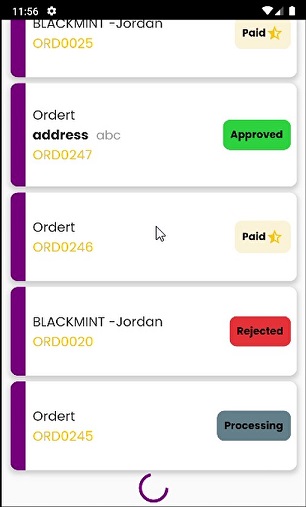 11:56
BLACKMINT -Jordan
ORD0025
Paid
Ordert
address abc
ORD0247
Approved
Ordert
ORD0246
Paid
BLACKMINT -Jordan
ORD0020
Rejected
Ordert
ORD0245
Processing